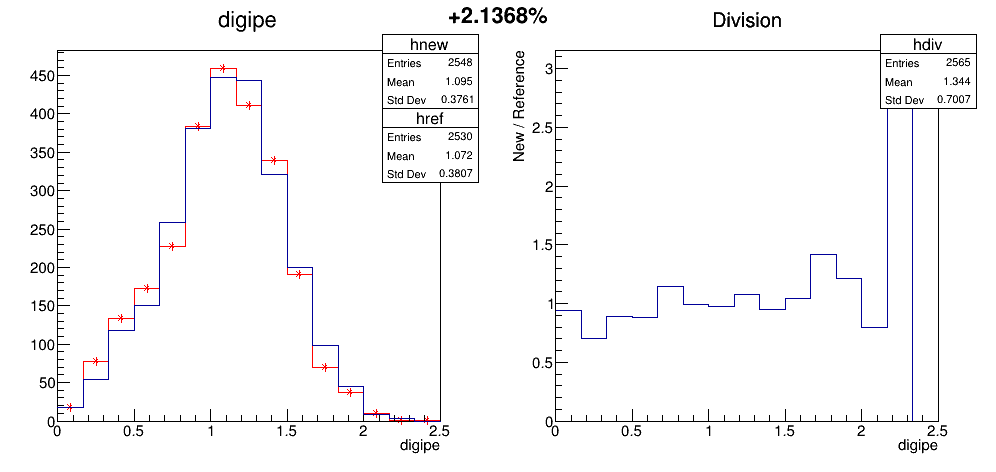 +2.1368%
digipe
hnew
Entries 2548
Mean 1.095
Std Dev 0.3761
href
Entries 2530
Mean 1.072
Std Dev 0.3807
450
400
350
300
250
200
150
100
50
0
0 0.5 1 1.5 2 2.5
digipe
Division
hdiv
Entries 2565
Mean 1.344
Std Dev 0.7007
New / Reference
3
2.5
2
1.5
1
0.5
0
0 0.5 1 1.5 2 2.5
digipe